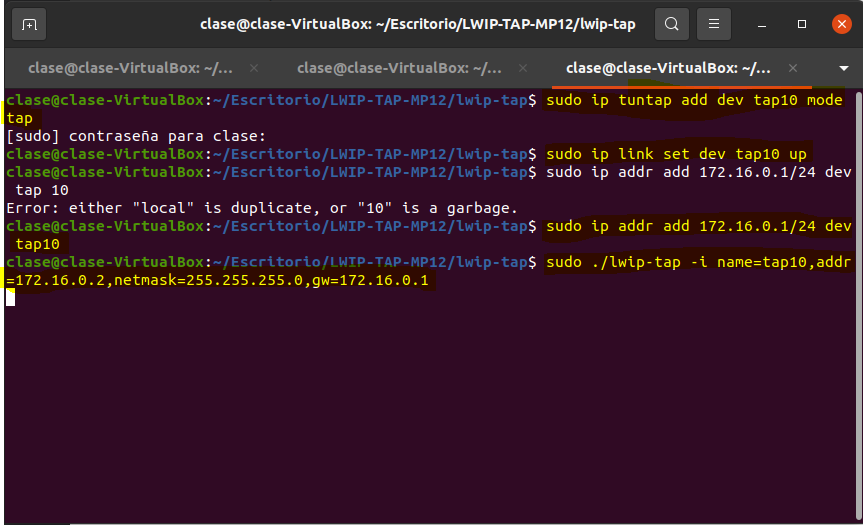 clase@clase-VirtualBox: ~/Escritorio/LWIP-TAP-MP12/lwip-tap
clase@clase-VirtualBox: ~/...
clase@clase-VirtualBox: ~/...
clase@clase-VirtualBox: ~/...
clase@clase-VirtualBox:~/Escritorio/LWIP-TAP-MP12/lwip-tap$ sudo ip tuntap add dev tap10 mode
tap
[sudo] contraseña para clase:
clase@clase-VirtualBox:~/Escritorio/LWIP-TAP-MP12/lwip-tap$ sudo ip link set dev tap10 up
clase@clase-VirtualBox:~/Escritorio/LWIP-TAP-MP12/lwip-tap$ sudo ip addr add 172.16.0.1/24 dev
tap 10
Error: either "local" is duplicate, or "10" is a garbage.
clase@clase-VirtualBox:~/Escritorio/LWIP-TAP-MP12/lwip-tap$ sudo ip addr add 172.16.0.1/24 dev
tap10
clase@clase-VirtualBox:~/Escritorio/LWIP-TAP-MP12/lwip-tap$ sudo ./lwip-tap -i name=tap10,addr
=172.16.0.2,netmask=255.255.255.0,gw=172.16.0.1